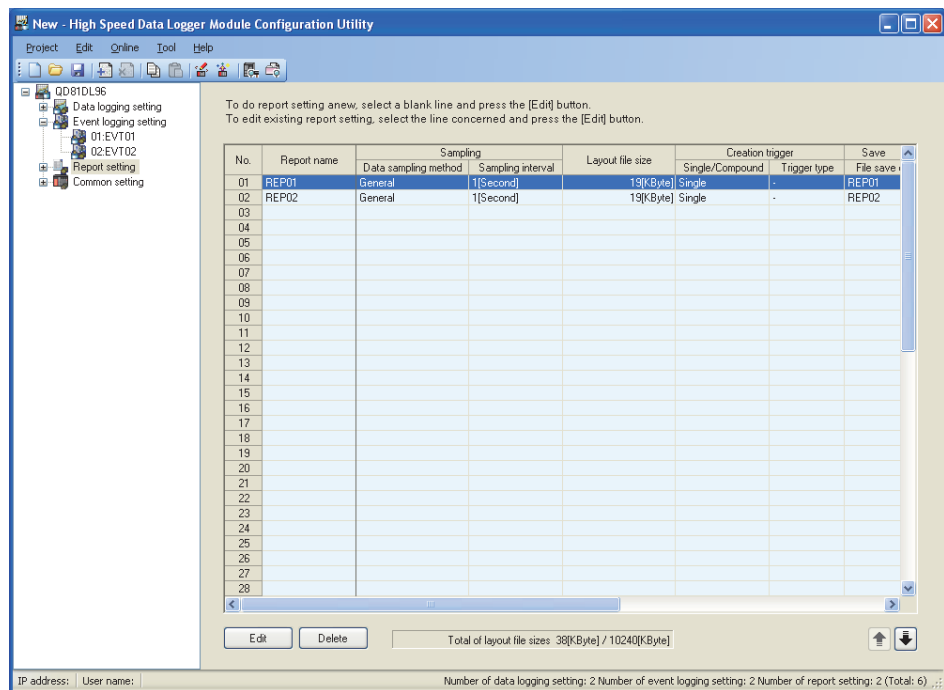 New - High Speed Data Logger Module Configuration Utility
Project Edit Online Tool Help
QD81DL96
Data logging setting
Event logging setting
01:EVT01
02:EVT02
Report setting
Common setting
To do report setting anew, select a blank line and press the [Edit] button.
To edit existing report setting, select the line concerned and press the [Edit] button.
No. Report name Sampling Layout file size Creation trigger Save
Data sampling method Sampling interval Single/Compound Trigger type File save
01 REP01 General 1[Second] 19[KByte] Single - REP01
02 REP02 General 1[Second] 19[KByte] Single - REP02
03
04
05
06
07
08
09
10
11
12
13
14
15
16
17
18
19
20
21
22
23
24
25
26
27
28
Edit Delete Total of layout file sizes 38[KByte] / 10240[KByte]
IP address: User name: Number of data logging setting: 2 Number of event logging setting: 2 Number of report setting: 2 (Total: 6)